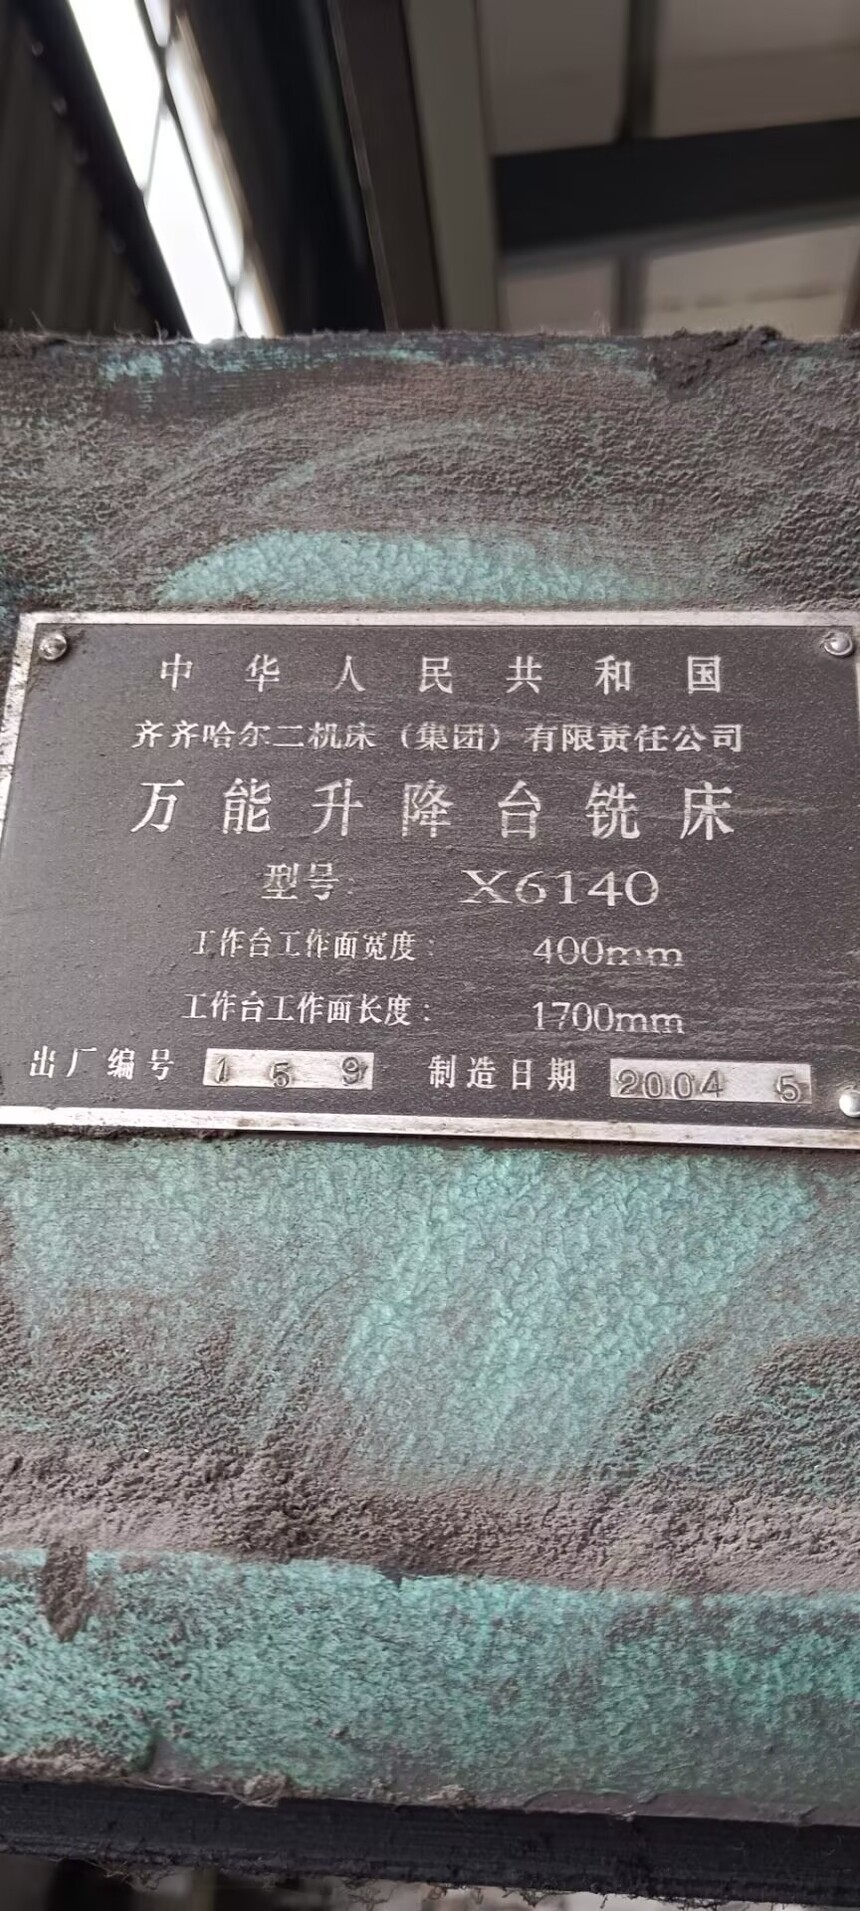 中华人民共和国
齐齐哈尔二机床（集团）有限责任公司
万能升降台铣床
型号： X6140
工作台工作面宽度： 400mm
工作台工作面长度： 1700mm
出厂编号 159 制造日期 2004 5